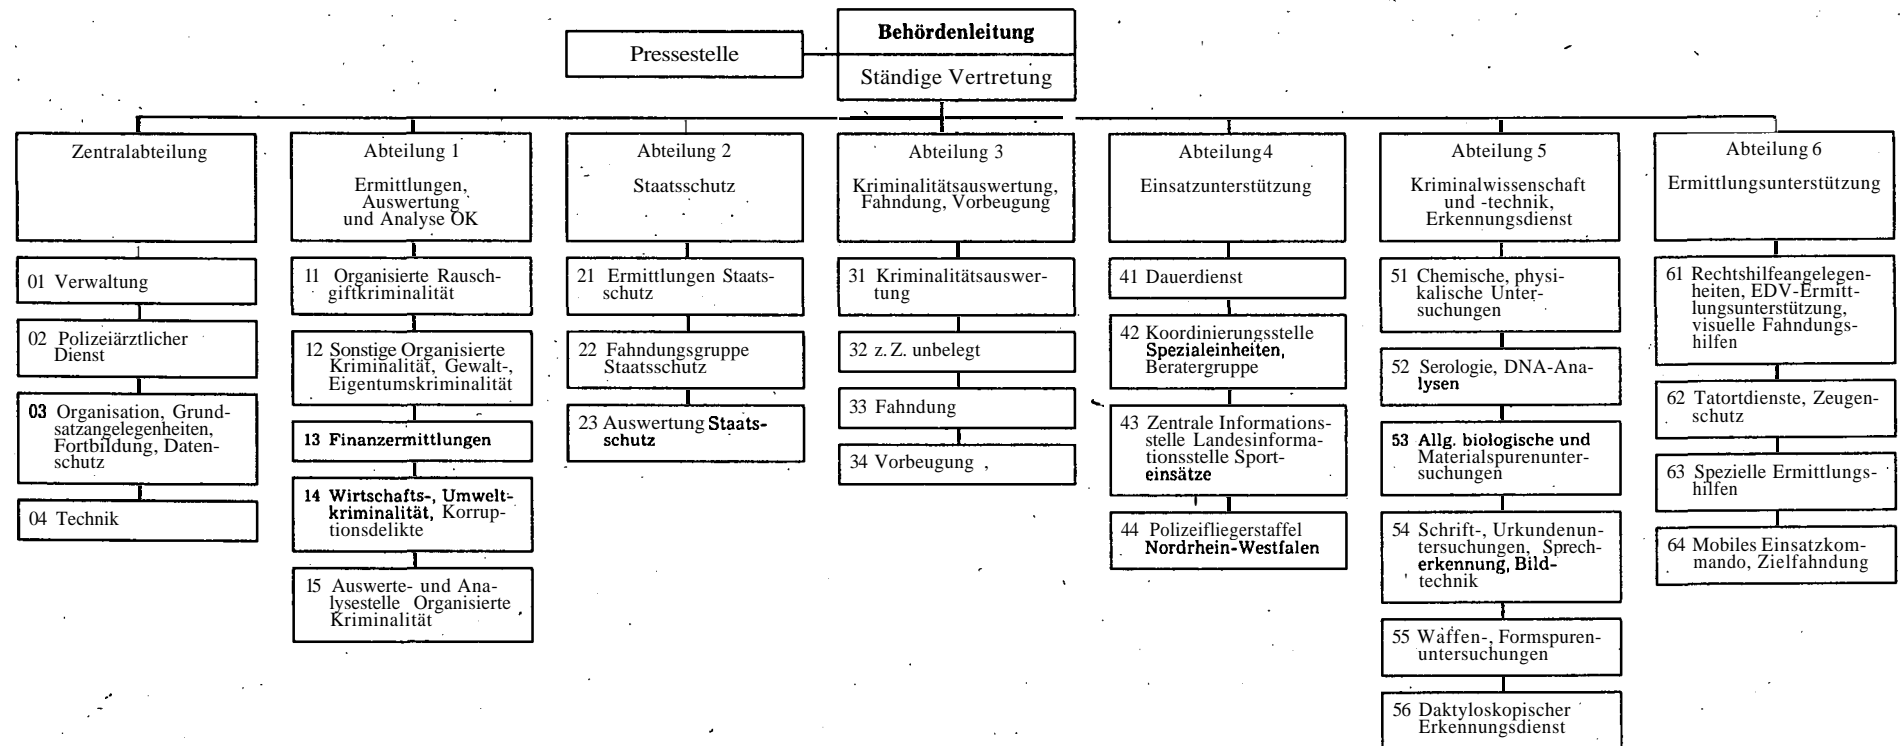 Behördenleitung
Pressestelle
Ständige Vertretung
Zentralabteilung
01 Verwaltung
02 Polizeiärztlicher
Dienst
03 Organisation, Grund-
satzangelegenheiten,
Fortbildung, Daten-
schutz
04 Technik
Abteilung 1
Ermittlungen,
Auswertung
und Analyse OK
11 Organisierte Rausch-
giftkriminalität
12 Sonstige Organisierte
Kriminalität, Gewalt-,
Eigentumskriminalität
13 Finanzermittlungen
14 Wirtschafts-, Umwelt-
kriminalität, Korrup-
tionsdelikte
15 Auswerte- und Ana-
lysestelle Organisierte
Kriminalität
Abteilung 2
Staatsschutz
21 Ermittlungen Staats-
schutz
22 Fahndungsgruppe
Staatsschutz
23 Auswertung Staats-
schutz
Abteilung 3
Kriminalitätsauswertung,
Fahndung, Vorbeugung
31 Kriminalitätsauswer-
tung
32 z. Z. unbelegt
33 Fahndung
34 Vorbeugung
Abteilung 4
Einsatzunterstützung
41 Dauerdienst
42 Koordinierungsstelle
Spezialeinheiten,
Beratergruppe
43 Zentrale Informations-
stelle Landesinforma-
tionsstelle Sport-
einsätze
44 Polizeifliegerstaffel
Nordrhein-Westfalen
Abteilung 5
Kriminalwissenschaft
und -technik,
Erkennungsdienst
51 Chemische, physi-
kalische Unter-
suchungen
52 Serologie, DNA-Ana-
lysen
53 Allg. biologische und
Materialspurenunter-
suchungen
54 Schrift-, Urkundenun-
tersuchungen, Sprech-
erkennung, Bild-
technik
55 Waffen-, Formspuren-
untersuchungen
56 Daktyloskopischer
Erkennungsdienst
Abteilung 6
Ermittlungsunterstützung
61 Rechtshilfeangelegen-
heiten, EDV-Ermitt-
lungsunterstützung,
visuelle Fahndungs-
hilfen
62 Tatortdienste, Zeugen-
schutz
63 Spezielle Ermittlungs-
hilfen
64 Mobiles Einsatzkom-
mando, Zielfahndung